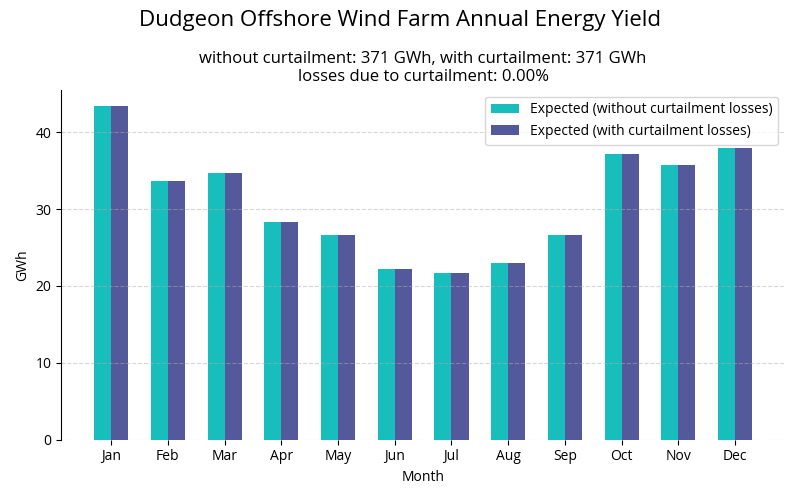 Dudgeon Offshore Wind Farm Annual Energy Yield
without curtailment: 371 GWh, with curtailment: 371 GWh
losses due to curtailment: 0.00%
Expected (without curtailment losses)
Expected (with curtailment losses)
GWh
40
30
20
10
0
Jan Feb Mar Apr May Jun Jul Aug Sep Oct Nov Dec
Month